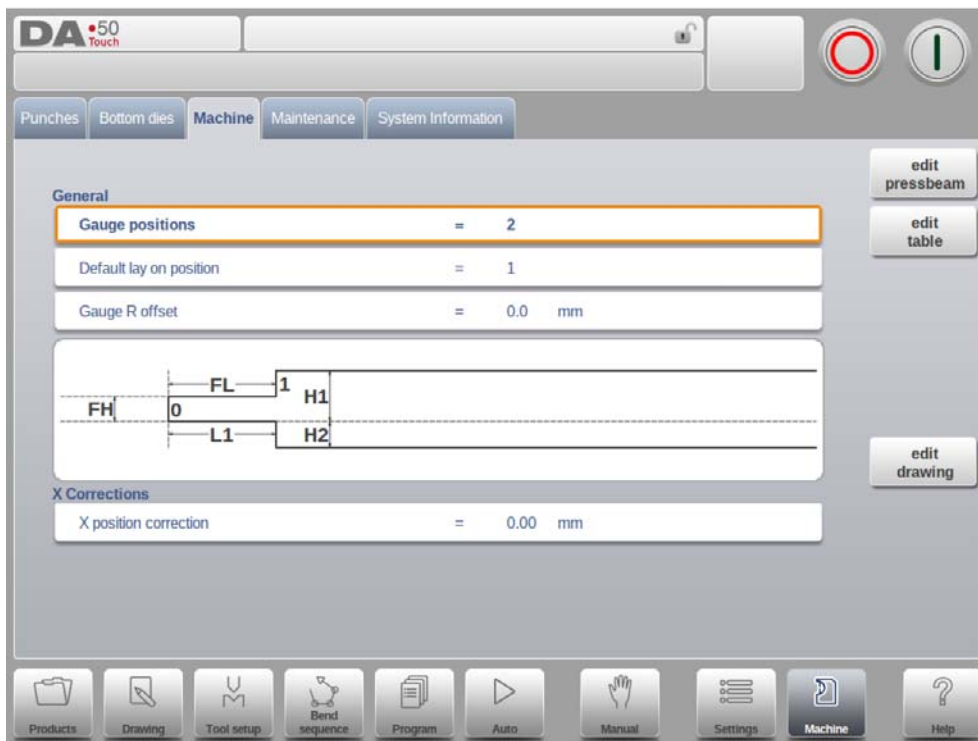 DA•50
Touch
Punches Bottom dies Machine Maintenance System Information
edit
pressbeam
edit
table
General
Gauge positions = 2
Default lay on position = 1
Gauge R offset = 0.0 mm
FL 1 H1
FH 0
L1 H2
edit
drawing
X Corrections
X position correction = 0.00 mm
Products Drawing Tool setup Bend
sequence Program Auto Manual Settings Machine Help